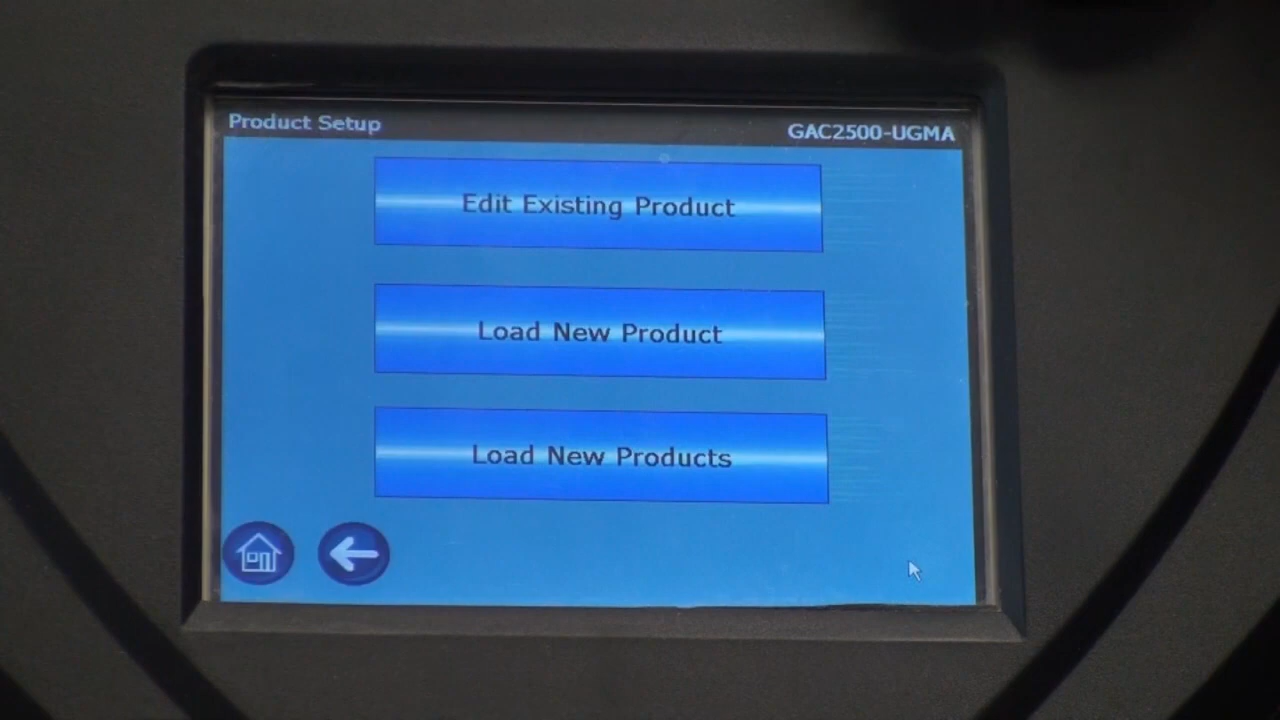 Product Setup
GAC2500-UGMA
Edit Existing Product
Load New Product
Load New Products